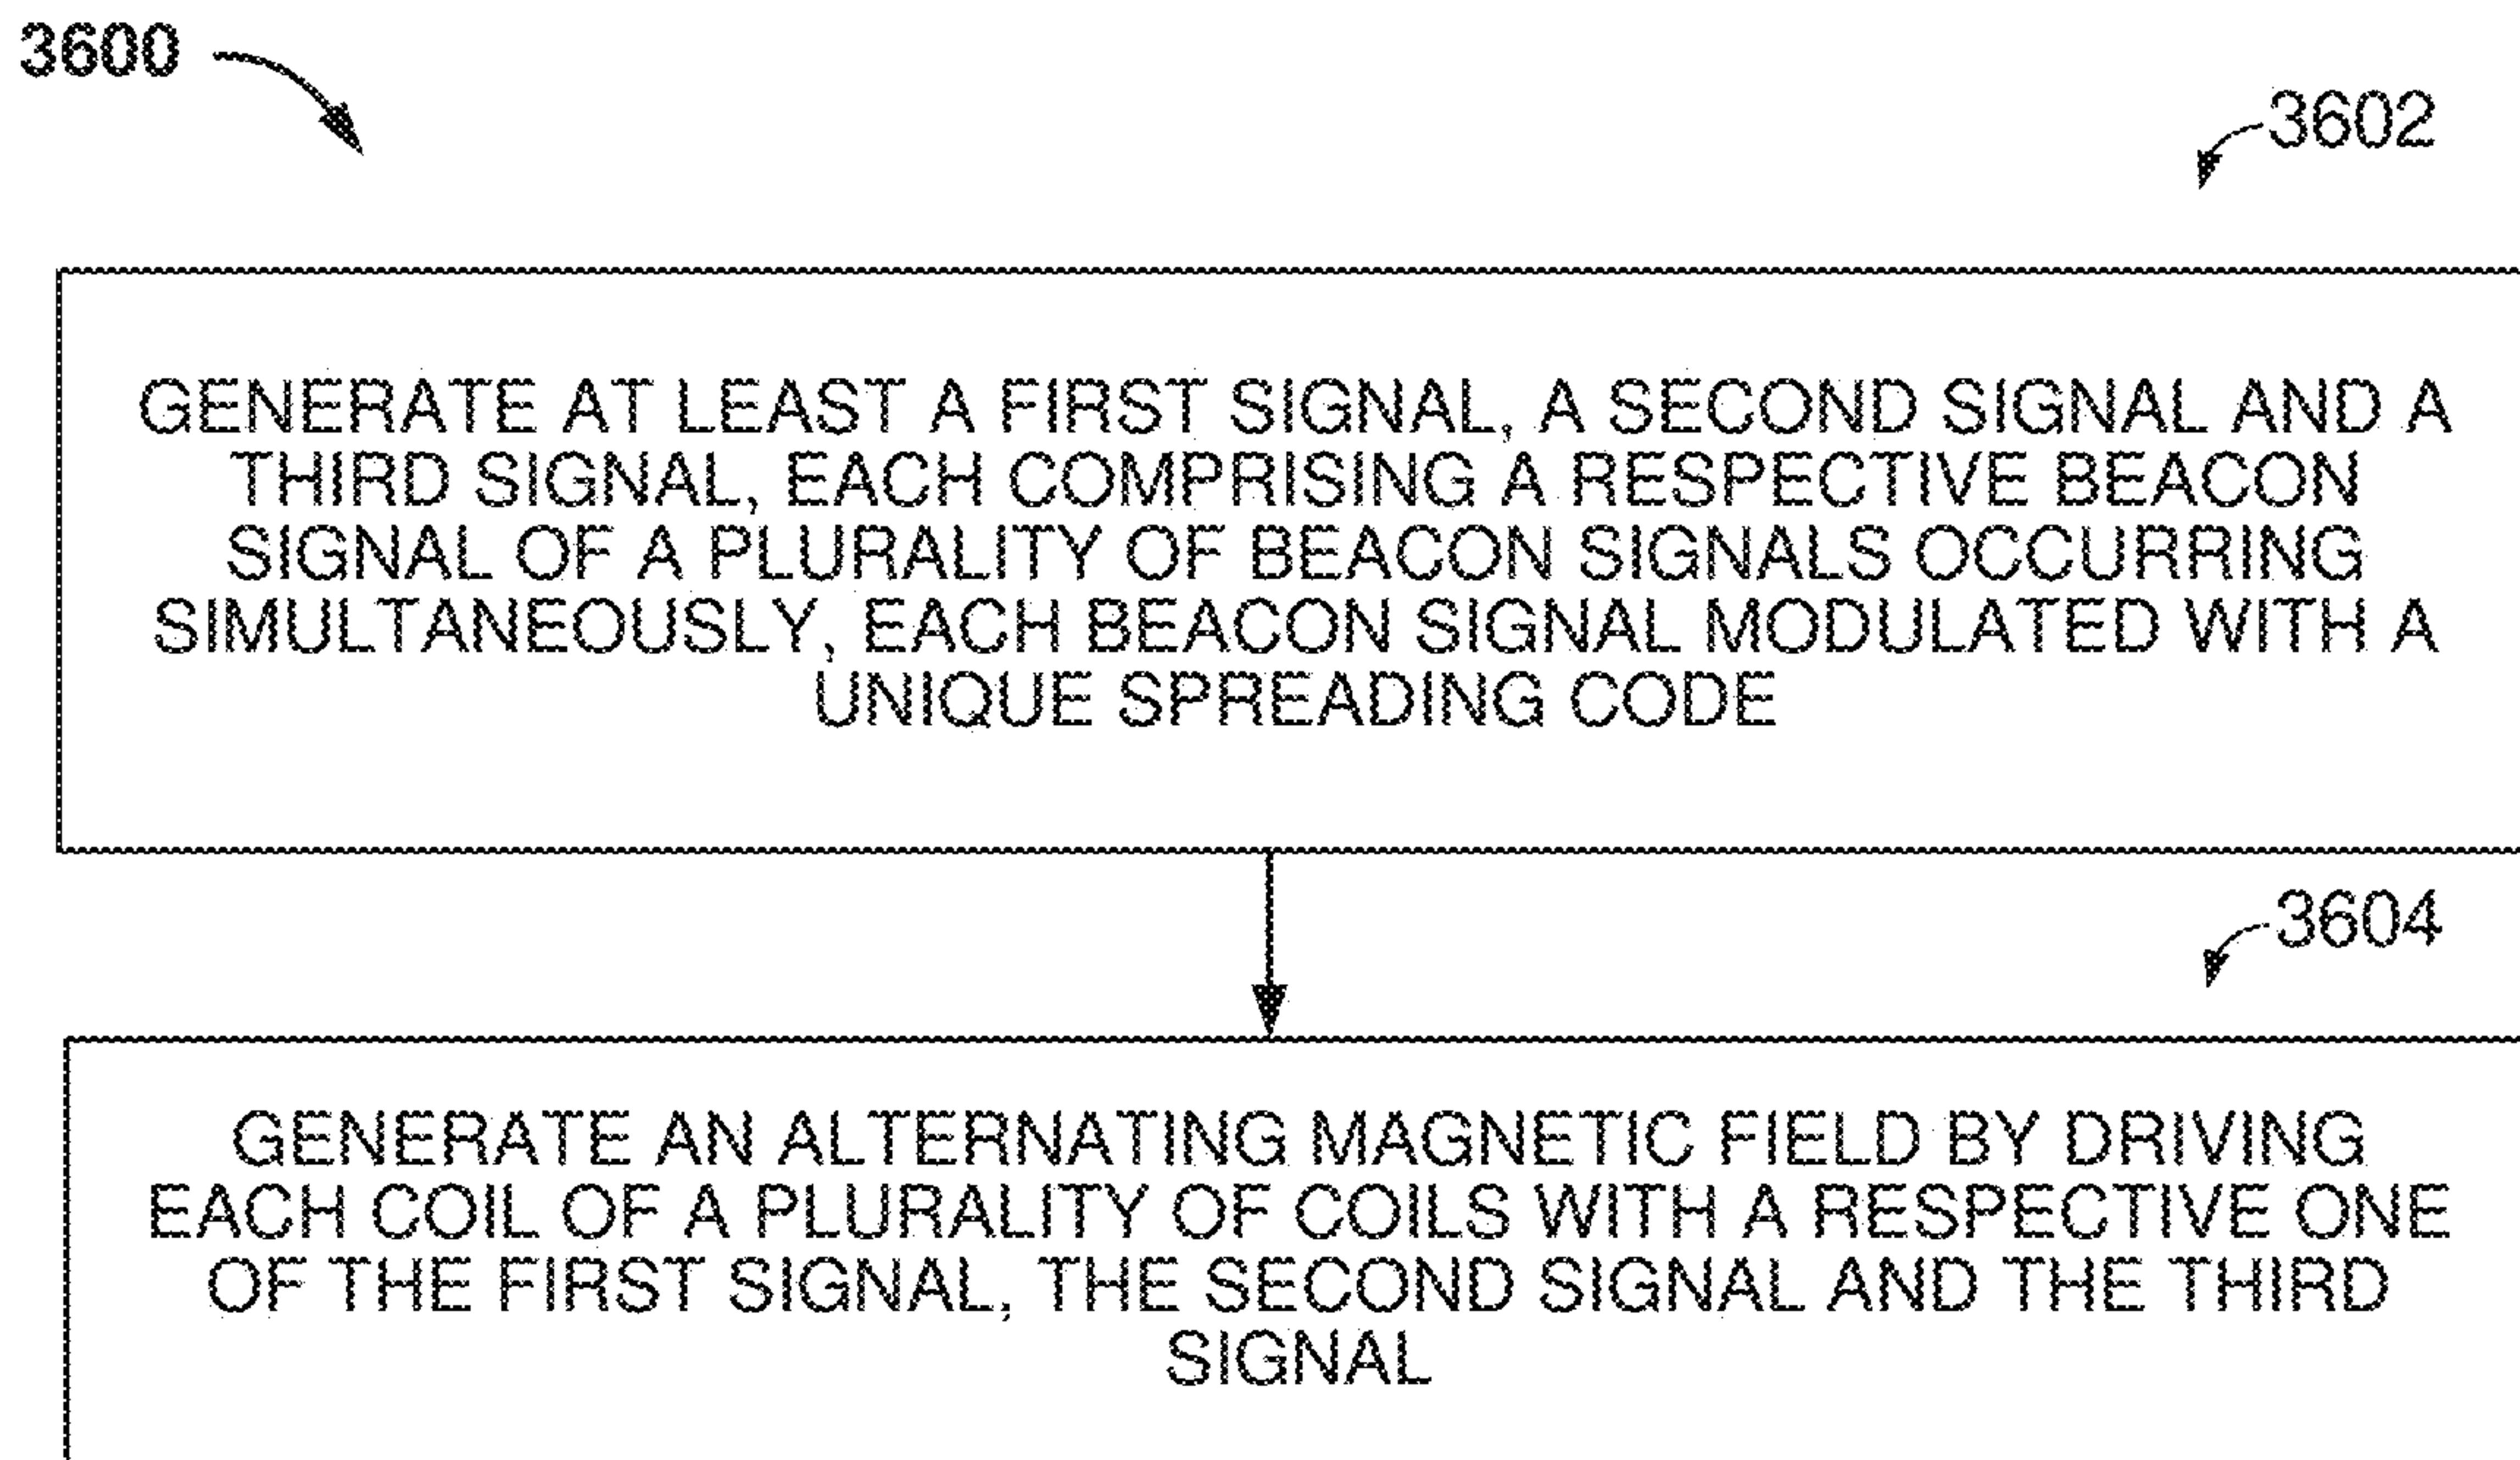 3600
3602
GENERATE AT LEAST A FIRST SIGNAL, A SECOND SIGNAL AND A
THIRD SIGNAL, EACH COMPRISING A RESPECTIVE BEACON
SIGNAL OF A PLURALITY OF BEACON SIGNALS OCCURRING
SIMULTANEOUSLY, EACH BEACON SIGNAL MODULATED WITH A
UNIQUE SPREADING CODE
3604
GENERATE AN ALTERNATING MAGNETIC FIELD BY DRIVING
EACH COIL OF A PLURALITY OF COILS WITH A RESPECTIVE ONE
OF THE FIRST SIGNAL, THE SECOND SIGNAL AND THE THIRD
SIGNAL